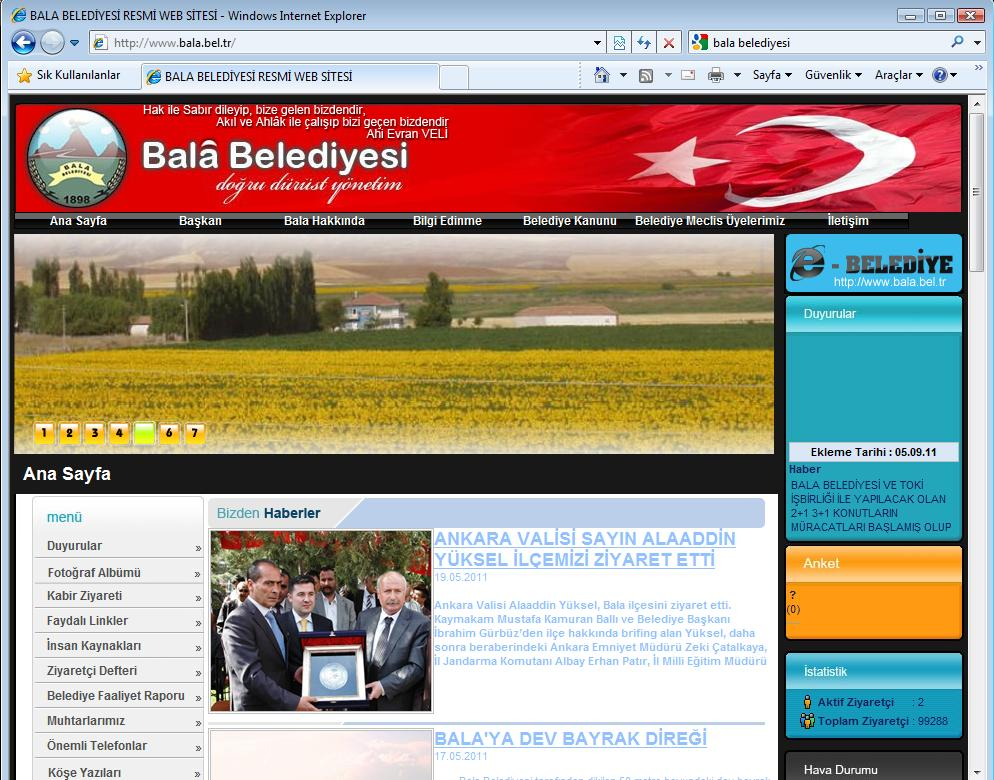 BALA BELEDİYESİ RESMİ WEB SİTESİ - Windows Internet Explorer
http://www.bala.bel.tr/
bala belediyesi
Sık Kullanılanlar
BALA BELEDİYESİ RESMİ WEB SİTESİ
Sayfa
Güvenlik
Araçlar
Hak ile Sabır dileyip, bize gelen bizdendir,
Akıl ve Ahlâk ile çalışıp bizi geçen bizdendir
Ahi Evran VELİ
Balâ Belediyesi
doğru dürüst yönetim
BALA
BELEDİYESİ
1898
Ana Sayfa
Başkan
Bala Hakkında
Bilgi Edinme
Belediye Kanunu
Belediye Meclis Üyelerimiz
İletişim
e - BELEDİYE
http://www.bala.bel.tr
Duyurular
1 2 3 4 6 7
Ekleme Tarihi : 05.09.11
Haber
BALA BELEDİYESİ VE TOKİ
İŞBİRLİĞİ İLE YAPILACAK OLAN
2+1 3+1 KONUTLARIN
MÜRACATLARI BAŞLAMIŞ OLUP
Ana Sayfa
menü
Duyurular »
Fotoğraf Albümü »
Kabir Ziyareti »
Faydalı Linkler »
İnsan Kaynakları »
Ziyaretçi Defteri »
Belediye Faaliyet Raporu »
Muhtarlarımız »
Önemli Telefonlar »
Köşe Yazıları »
Bizden Haberler
ANKARA VALİSİ SAYIN ALAADDİN
YÜKSEL İLÇEMİZİ ZİYARET ETTİ
19.05.2011
Ankara Valisi Alaaddin Yüksel, Bala ilçesini ziyaret etti.
Kaymakam Mustafa Kamuran Ballı ve Belediye Başkanı
İbrahim Gürbüz'den ilçe hakkında brifing alan Yüksel, daha
sonra beraberindeki Ankara Emniyet Müdürü Zeki Çatalkaya,
İl Jandarma Komutanı Albay Erhan Patır, İl Milli Eğitim Müdürü
BALA'YA DEV BAYRAK DİREĞİ
17.05.2011
Anket
?
(0)
İstatistik
Aktif Ziyaretçi : 2
Toplam Ziyaretçi : 99288
Hava Durumu